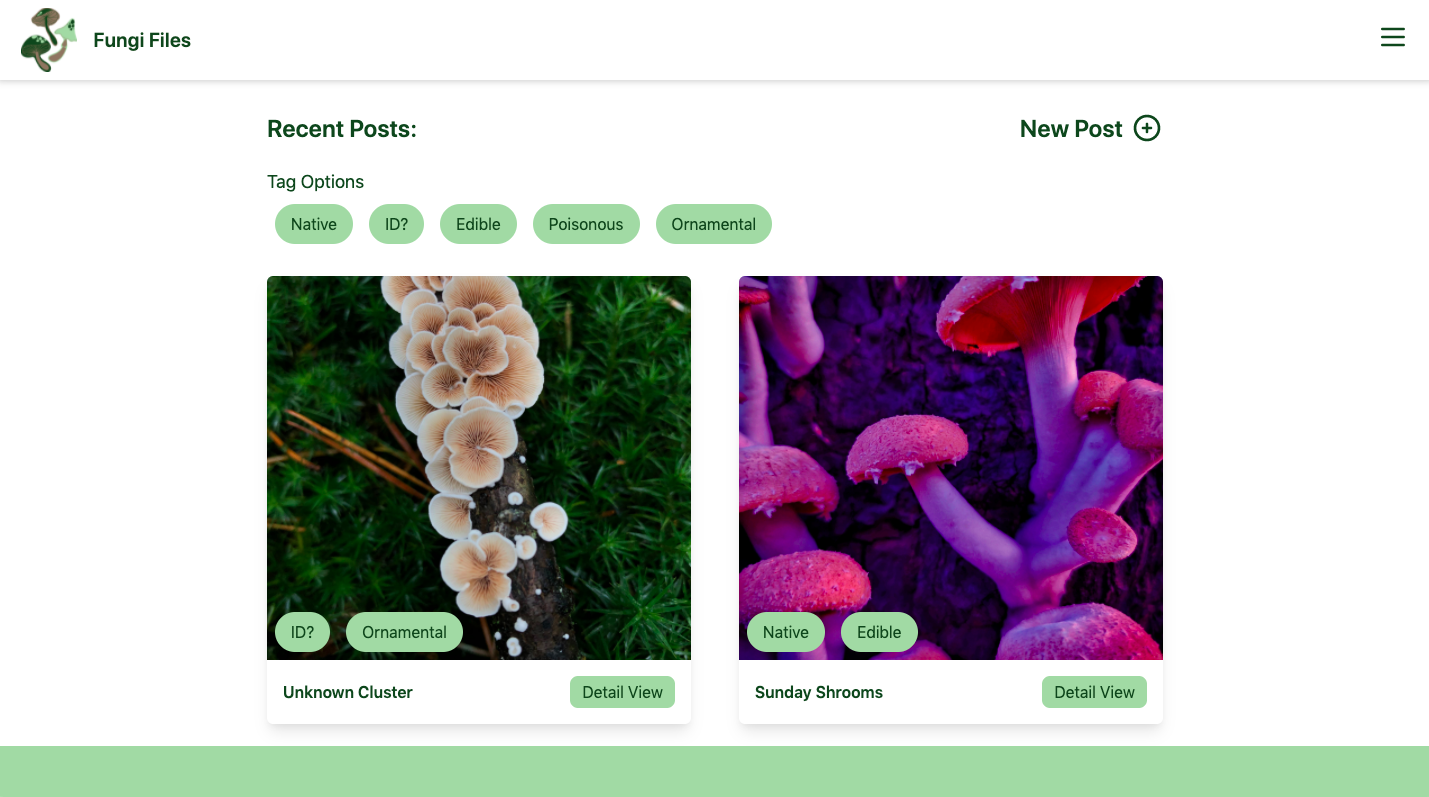 Fungi Files
Recent Posts:
New Post
Tag Options
Native
ID?
Edible
Poisonous
Ornamental
ID?
Ornamental
Native
Edible
Unknown Cluster
Detail View
Sunday Shrooms
Detail View